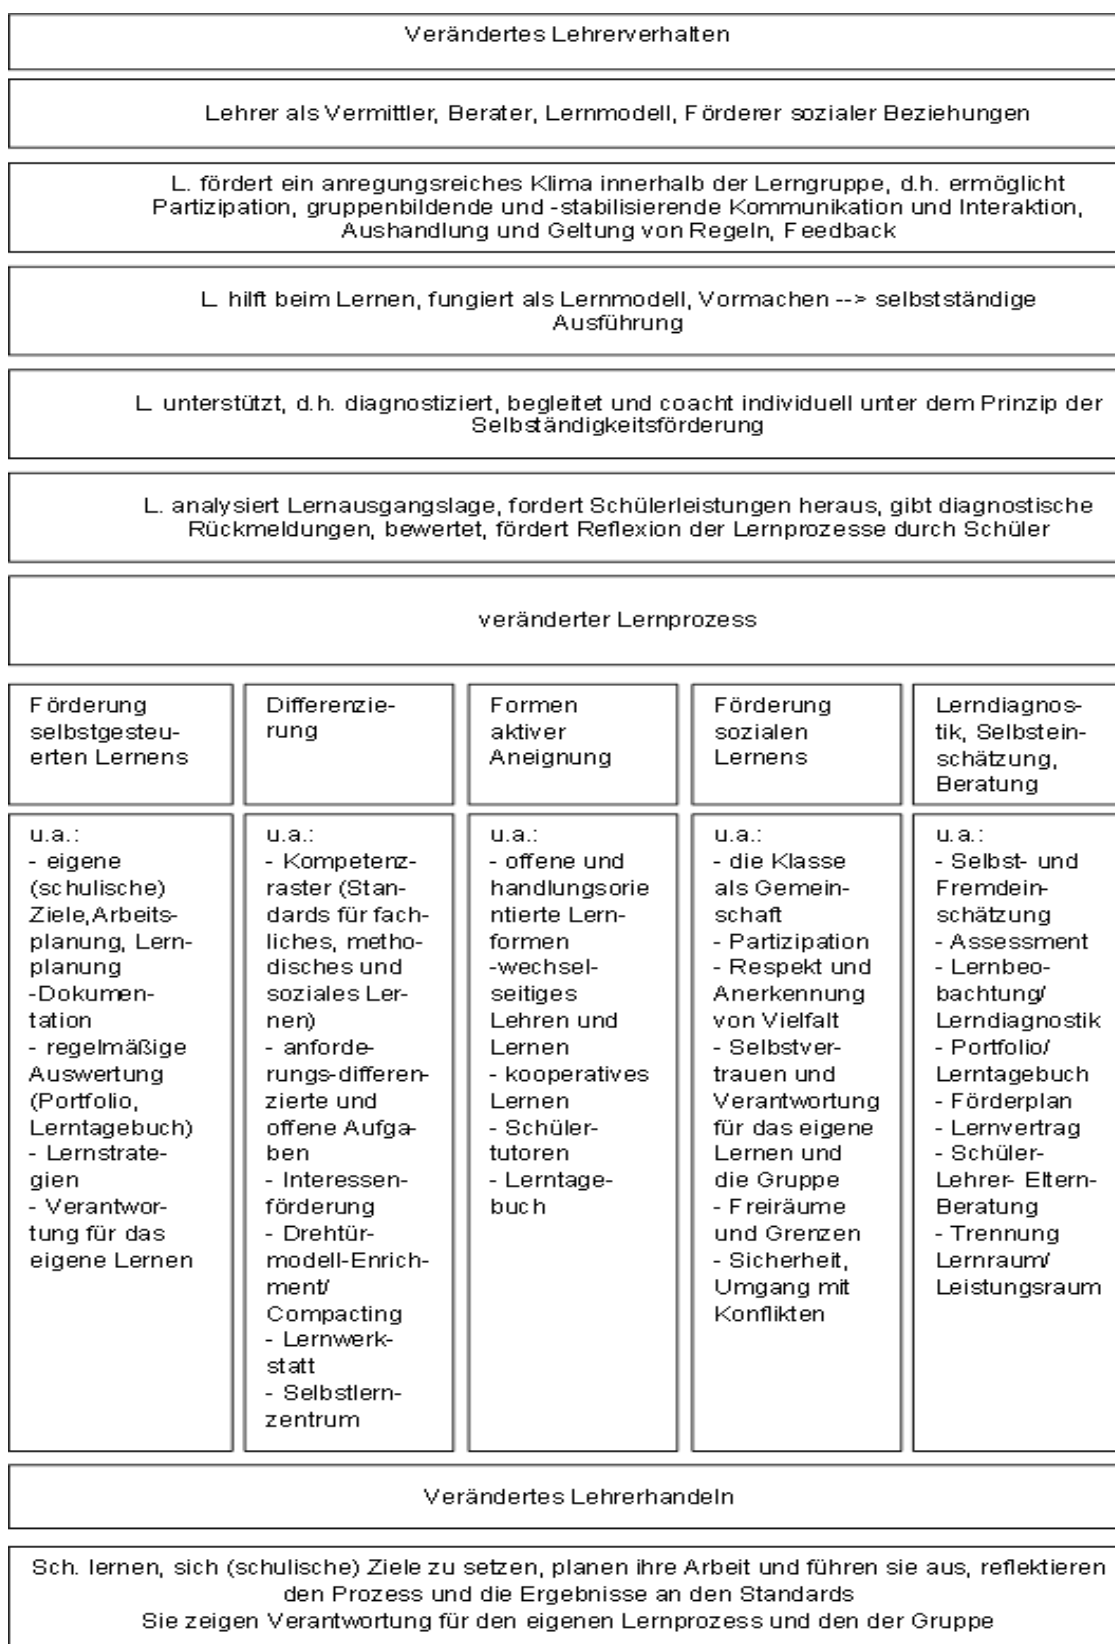 Verändertes Lehrerverhalten
Lehrer als Vermittler, Berater, Lernmodell, Förderer sozialer Beziehungen
L. fördert ein anregungsreiches Klima innerhalb der Lerngruppe, d.h. ermöglicht
Partizipation, gruppenbildende und -stabilisierende Kommunikation und Interaktion,
Aushandlung und Geltung von Regeln, Feedback
L. hilft beim Lernen, fungiert als Lernmodell, Vormachen --> selbstständige
Ausführung
L. unterstützt, d.h. diagnostiziert, begleitet und coacht individuell unter dem Prinzip der
Selbständigkeitsförderung
L. analysiert Lernausgangslage, fordert Schülerleistungen heraus, gibt diagnostische
Rückmeldungen, bewertet, fördert Reflexion der Lernprozesse durch Schüler
veränderter Lernprozess
Förderung
selbstgesteu-
erten Lernens
Differenzie-
rung
Formen
aktiver
Aneignung
Förderung
sozialen
Lernens
Lerndiagnos-
tik, Selbstein-
schätzung,
Beratung
u.a.:
- eigene
(schulische)
Ziele,Arbeits-
planung, Lern-
planung
-Dokumen-
tation
- regelmäßige
Auswertung
(Portfolio,
Lerntagebuch)
- Lernstrate-
gien
- Verantwor-
tung für das
eigene Lernen
u.a.:
- Kompetenz-
raster (Stan-
dards für fach-
liches, metho-
disches und
soziales Ler-
nen)
- anforde-
rungs-differen-
zierte und
offene Aufga-
ben
- Interessen-
förderung
- Drehtür-
modell-Enrich-
ment/
Compacting
- Lernwerk-
statt
- Selbstlern-
zentrum
u.a.:
- offene und
handlungsorie
ntierte Lern-
formen
-wechsel-
seitiges
Lehren und
Lernen
- kooperatives
Lernen
- Schüler-
tutoren
- Lerntage-
buch
u.a.:
- die Klasse
als Gemein-
schaft
- Partizipation
- Respekt und
Anerkennung
von Vielfalt
- Selbstver-
trauen und
Verantwortung
für das eigene
Lernen und
die Gruppe
- Freiräume
und Grenzen
- Sicherheit,
Umgang mit
Konflikten
u.a.:
- Selbst- und
Fremdein-
schätzung
- Assessment
- Lernbeo-
bachtung/
Lerndiagnostik
- Portfolio/
Lerntagebuch
- Förderplan
- Lernvertrag
- Schüler-
Lehrer- Eltern-
Beratung
- Trennung
Lernraum/
Leistungsraum
Verändertes Lehrerhandeln
Sch. lernen, sich (schulische) Ziele zu setzen, planen ihre Arbeit und führen sie aus, reflektieren
den Prozess und die Ergebnisse an den Standards
Sie zeigen Verantwortung für den eigenen Lernprozess und den der Gruppe